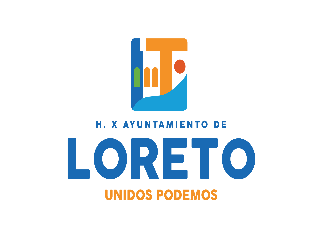 H. X AYUNTAMIENTO DE
LORETO
UNIDOS PODEMOS